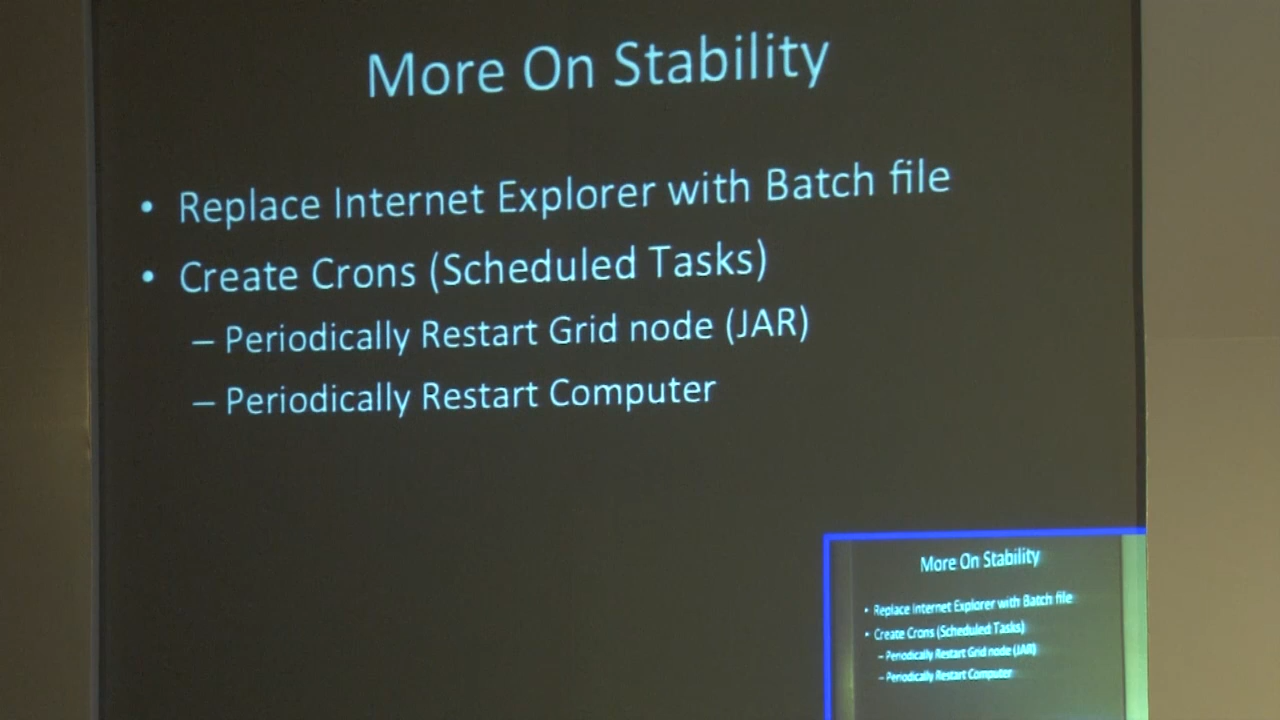 More On Stability
• Replace Internet Explorer with Batch file
• Create Crons (Scheduled Tasks)
– Periodically Restart Grid node (JAR)
– Periodically Restart Computer
More On Stability
• Replace Internet Explorer with Batch file
• Create Crons (Scheduled Tasks)
– Periodically Restart Grid node (JAR)
– Periodically Restart Computer